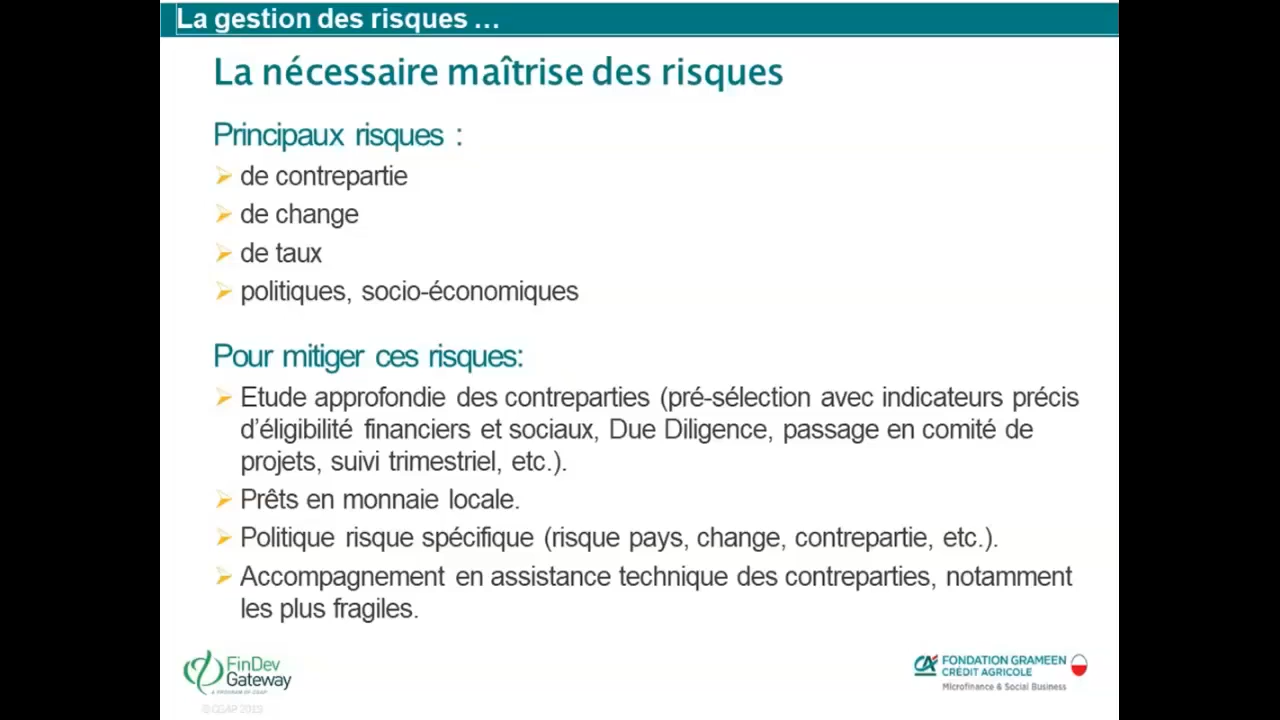 La gestion des risques ...
La nécessaire maîtrise des risques
Principaux risques :
de contrepartie
de change
de taux
politiques, socio-économiques
Pour mitiger ces risques:
Etude approfondie des contreparties (pré-sélection avec indicateurs précis
d'éligibilité financiers et sociaux, Due Diligence, passage en comité de
projets, suivi trimestriel, etc.).
Prêts en monnaie locale.
Politique risque spécifique (risque pays, change, contrepartie, etc.).
Accompagnement en assistance technique des contreparties, notamment
les plus fragiles.
FinDev
Gateway
A PROGRAM OF CGAP
© CGAP 2019
CA
FONDATION GRAMEEN
CRÉDIT AGRICOLE
Microfinance & Social Business